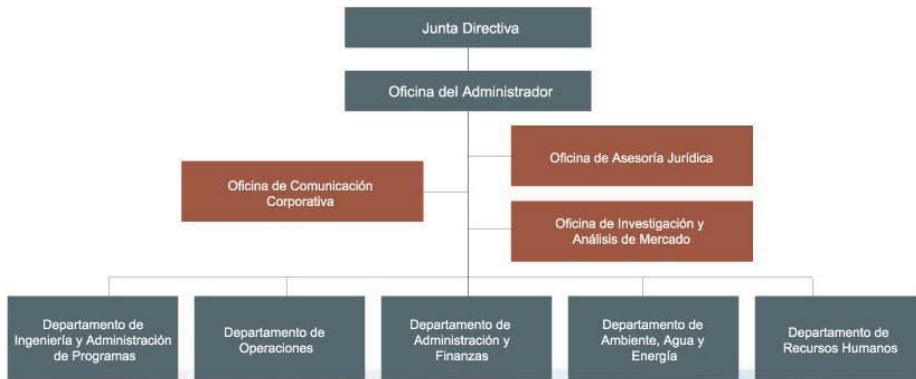 Junta Directiva
Oficina del Administrador
Oficina de Asesoría Jurídica
Oficina de Comunicación
Corporativa
Oficina de Investigación y
Análisis de Mercado
Departamento de
Ingeniería y Administración
de Programas
Departamento de
Operaciones
Departamento de
Administración y
Finanzas
Departamento de
Ambiente, Agua y
Energía
Departamento de
Recursos Humanos